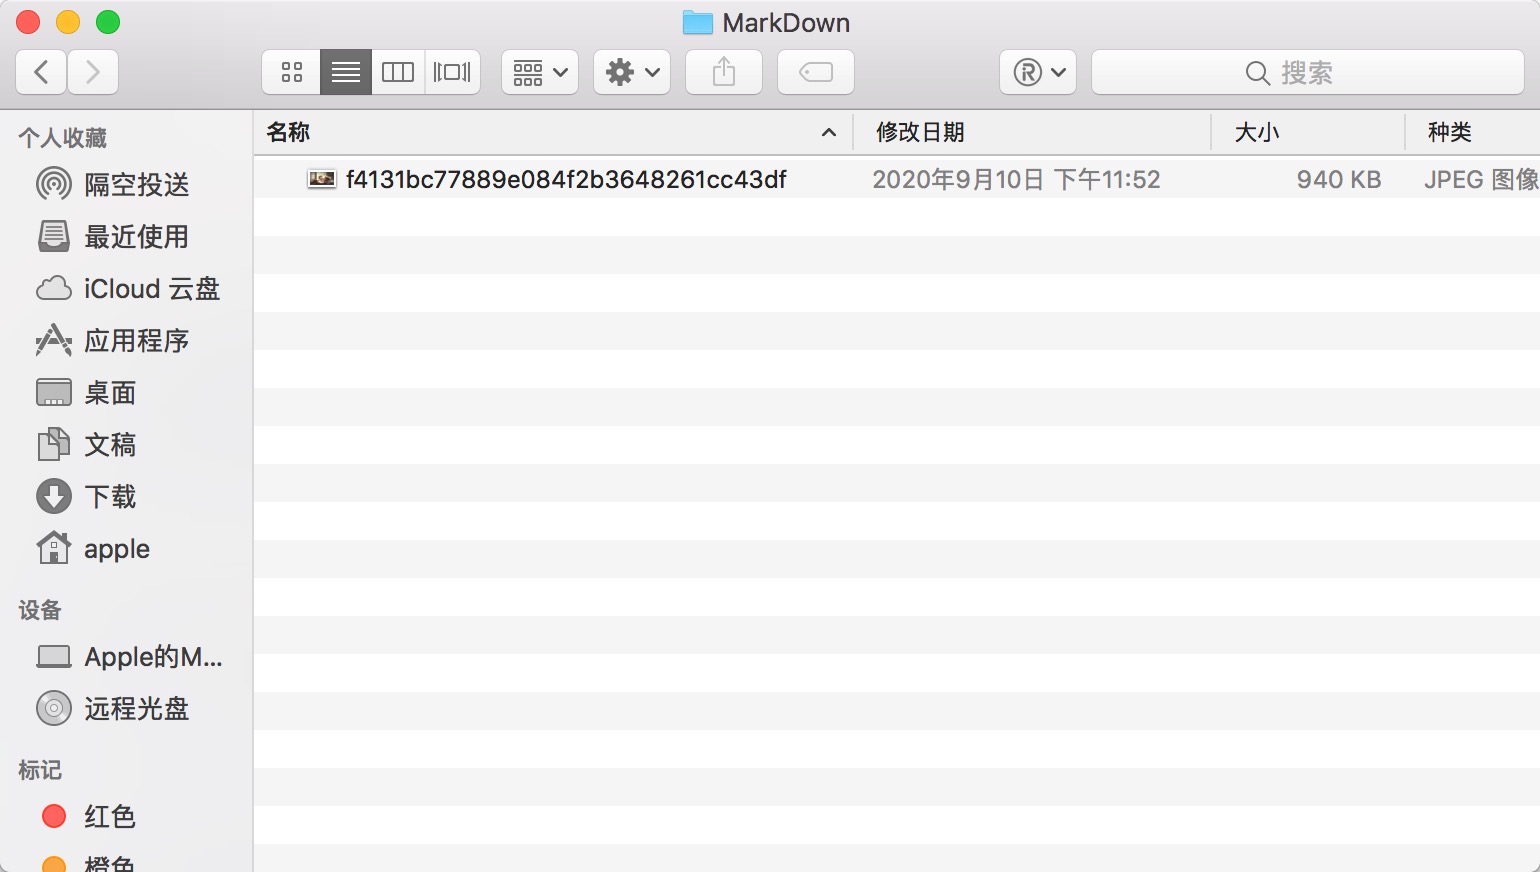 MarkDown
搜索
个人收藏
隔空投送
最近使用
iCloud 云盘
应用程序
桌面
文稿
下载
apple
设备
Apple的M...
远程光盘
标记
红色
橙色
名称 修改日期 大小 种类
f4131bc77889e084f2b3648261cc43df 2020年9月10日 下午11:52 940 KB JPEG 图像